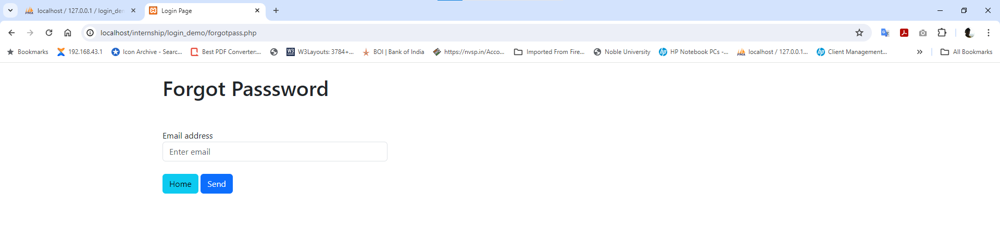 localhost / 127.0.0.1 / login_den
Login Page
localhost/internship/login_demo/forgotpass.php
Bookmarks 192.168.43.1 Icon Archive - Searc... Best PDF Converter:... W3Layouts: 3784+... BOI | Bank of India https://nvsp.in/Acco... Imported From Fire... Noble University HP Notebook PCs -... localhost / 127.0.0.1... Client Management... All Bookmarks
Forgot Passsword
Email address
Enter email
Home Send